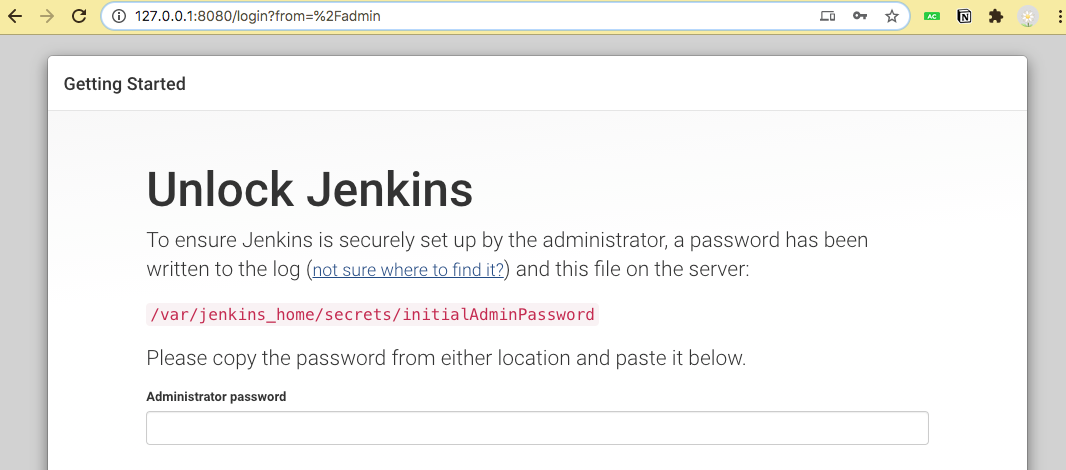 127.0.0.1:8080/login?from=%2Fadmin
AC
N
Getting Started
Unlock Jenkins
To ensure Jenkins is securely set up by the administrator, a password has been
written to the log (not sure where to find it?) and this file on the server:
/var/jenkins_home/secrets/initialAdminPassword
Please copy the password from either location and paste it below.
Administrator password